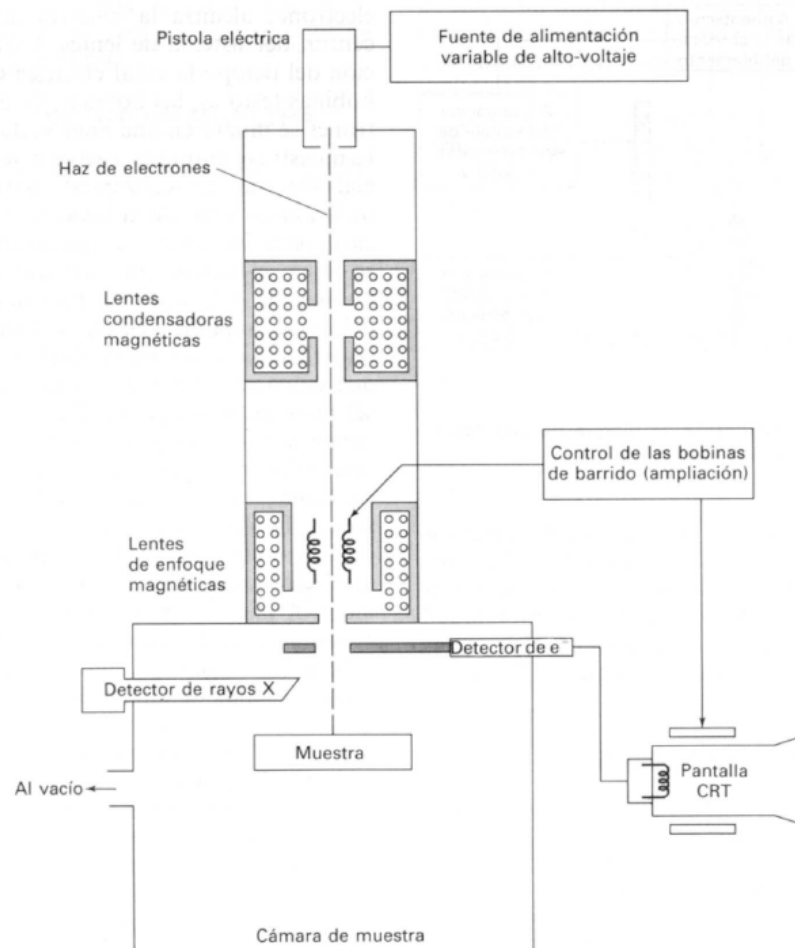 Pistola eléctrica
Fuente de alimentación
variable de alto-voltaje
Haz de electrones
Lentes
condensadoras
magnéticas
Control de las bobinas
de barrido (ampliación)
Lentes
de enfoque
magnéticas
Detector de e⁻
Detector de rayos X
Muestra
Pantalla
CRT
Al vacío
Cámara de muestra